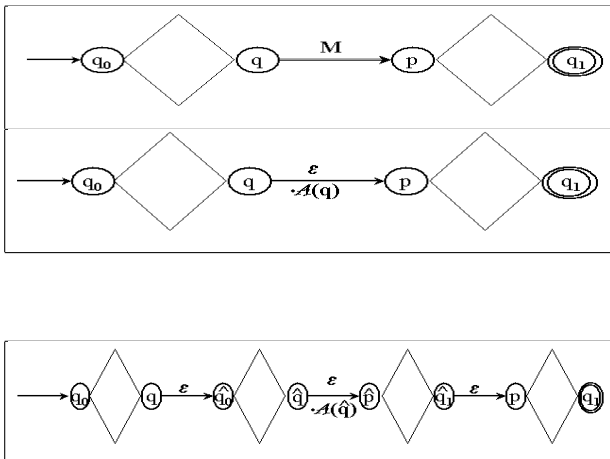 M
q₀ q p q₁
ε
q₀ q p q₁
𝒜(q)
ε ε ε
q₀ q q̂₀ q̂ p̂ q̂₁ p q₁
𝒜(q̂)